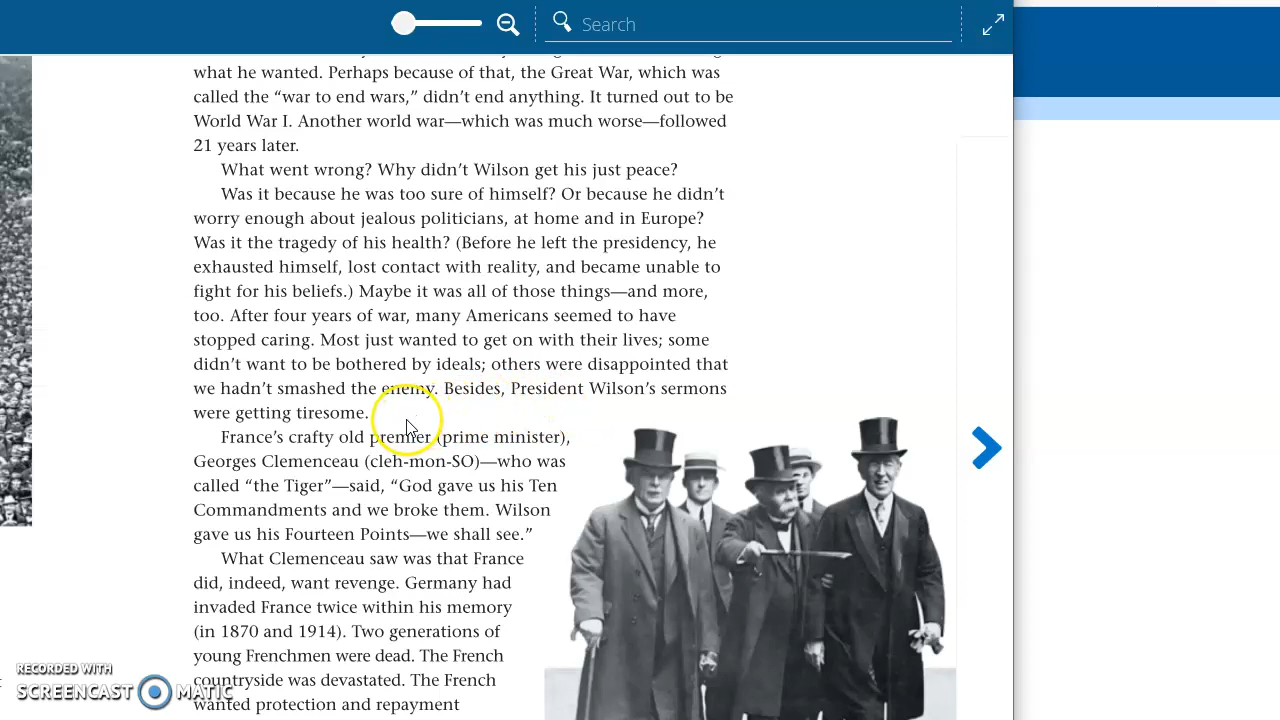 Search
what he wanted. Perhaps because of that, the Great War, which was
called the “war to end wars,” didn’t end anything. It turned out to be
World War I. Another world war—which was much worse—followed
21 years later.
What went wrong? Why didn’t Wilson get his just peace?
Was it because he was too sure of himself? Or because he didn’t
worry enough about jealous politicians, at home and in Europe?
Was it the tragedy of his health? (Before he left the presidency, he
exhausted himself, lost contact with reality, and became unable to
fight for his beliefs.) Maybe it was all of those things—and more,
too. After four years of war, many Americans seemed to have
stopped caring. Most just wanted to get on with their lives; some
didn’t want to be bothered by ideals; others were disappointed that
we hadn’t smashed the enemy. Besides, President Wilson’s sermons
were getting tiresome.
France’s crafty old premier (prime minister),
Georges Clemenceau (cleh-mon-SO)—who was
called “the Tiger”—said, “God gave us his Ten
Commandments and we broke them. Wilson
gave us his Fourteen Points—we shall see.”
What Clemenceau saw was that France
did, indeed, want revenge. Germany had
invaded France twice within his memory
(in 1870 and 1914). Two generations of
young Frenchmen were dead. The French
countryside was devastated. The French
wanted protection and repayment
RECORDED WITH
SCREENCAST MATIC